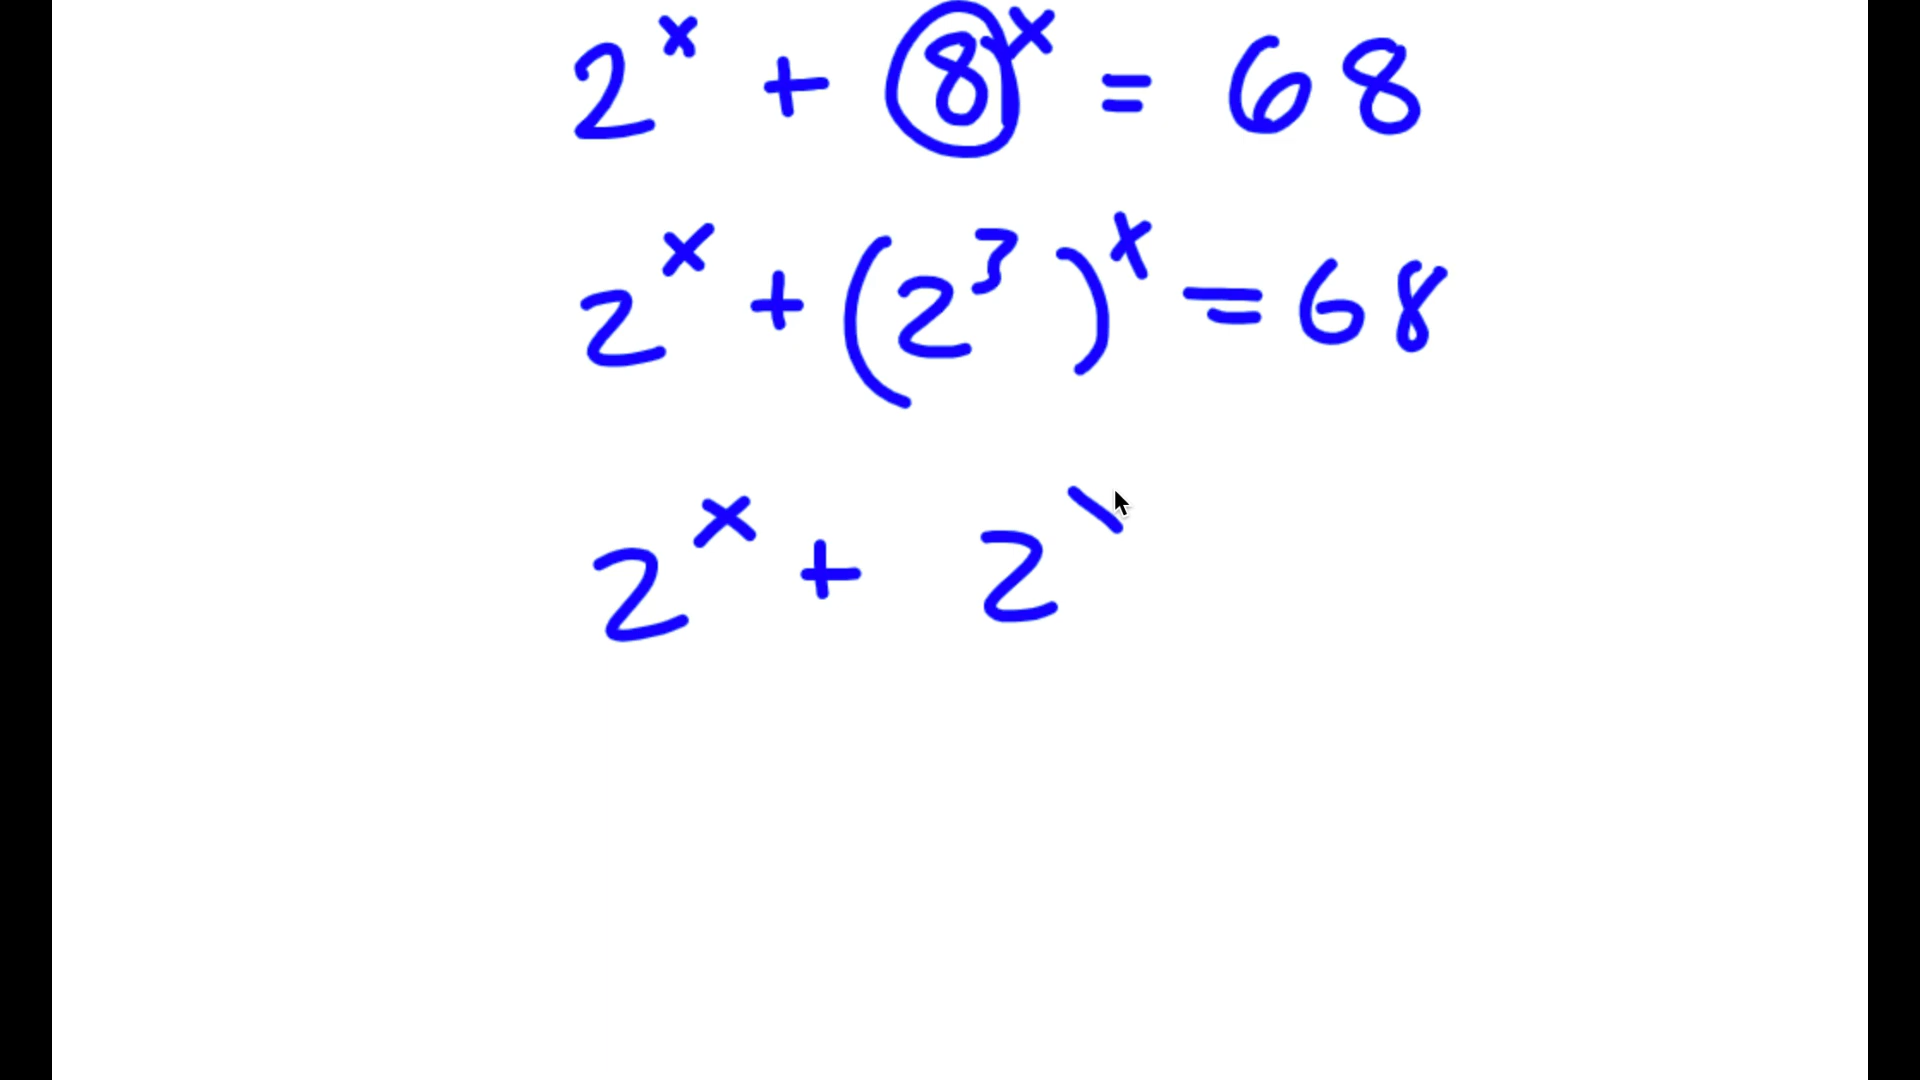 2^x + 8^x = 68
2^x + (2^3)^x = 68
2^x + 2